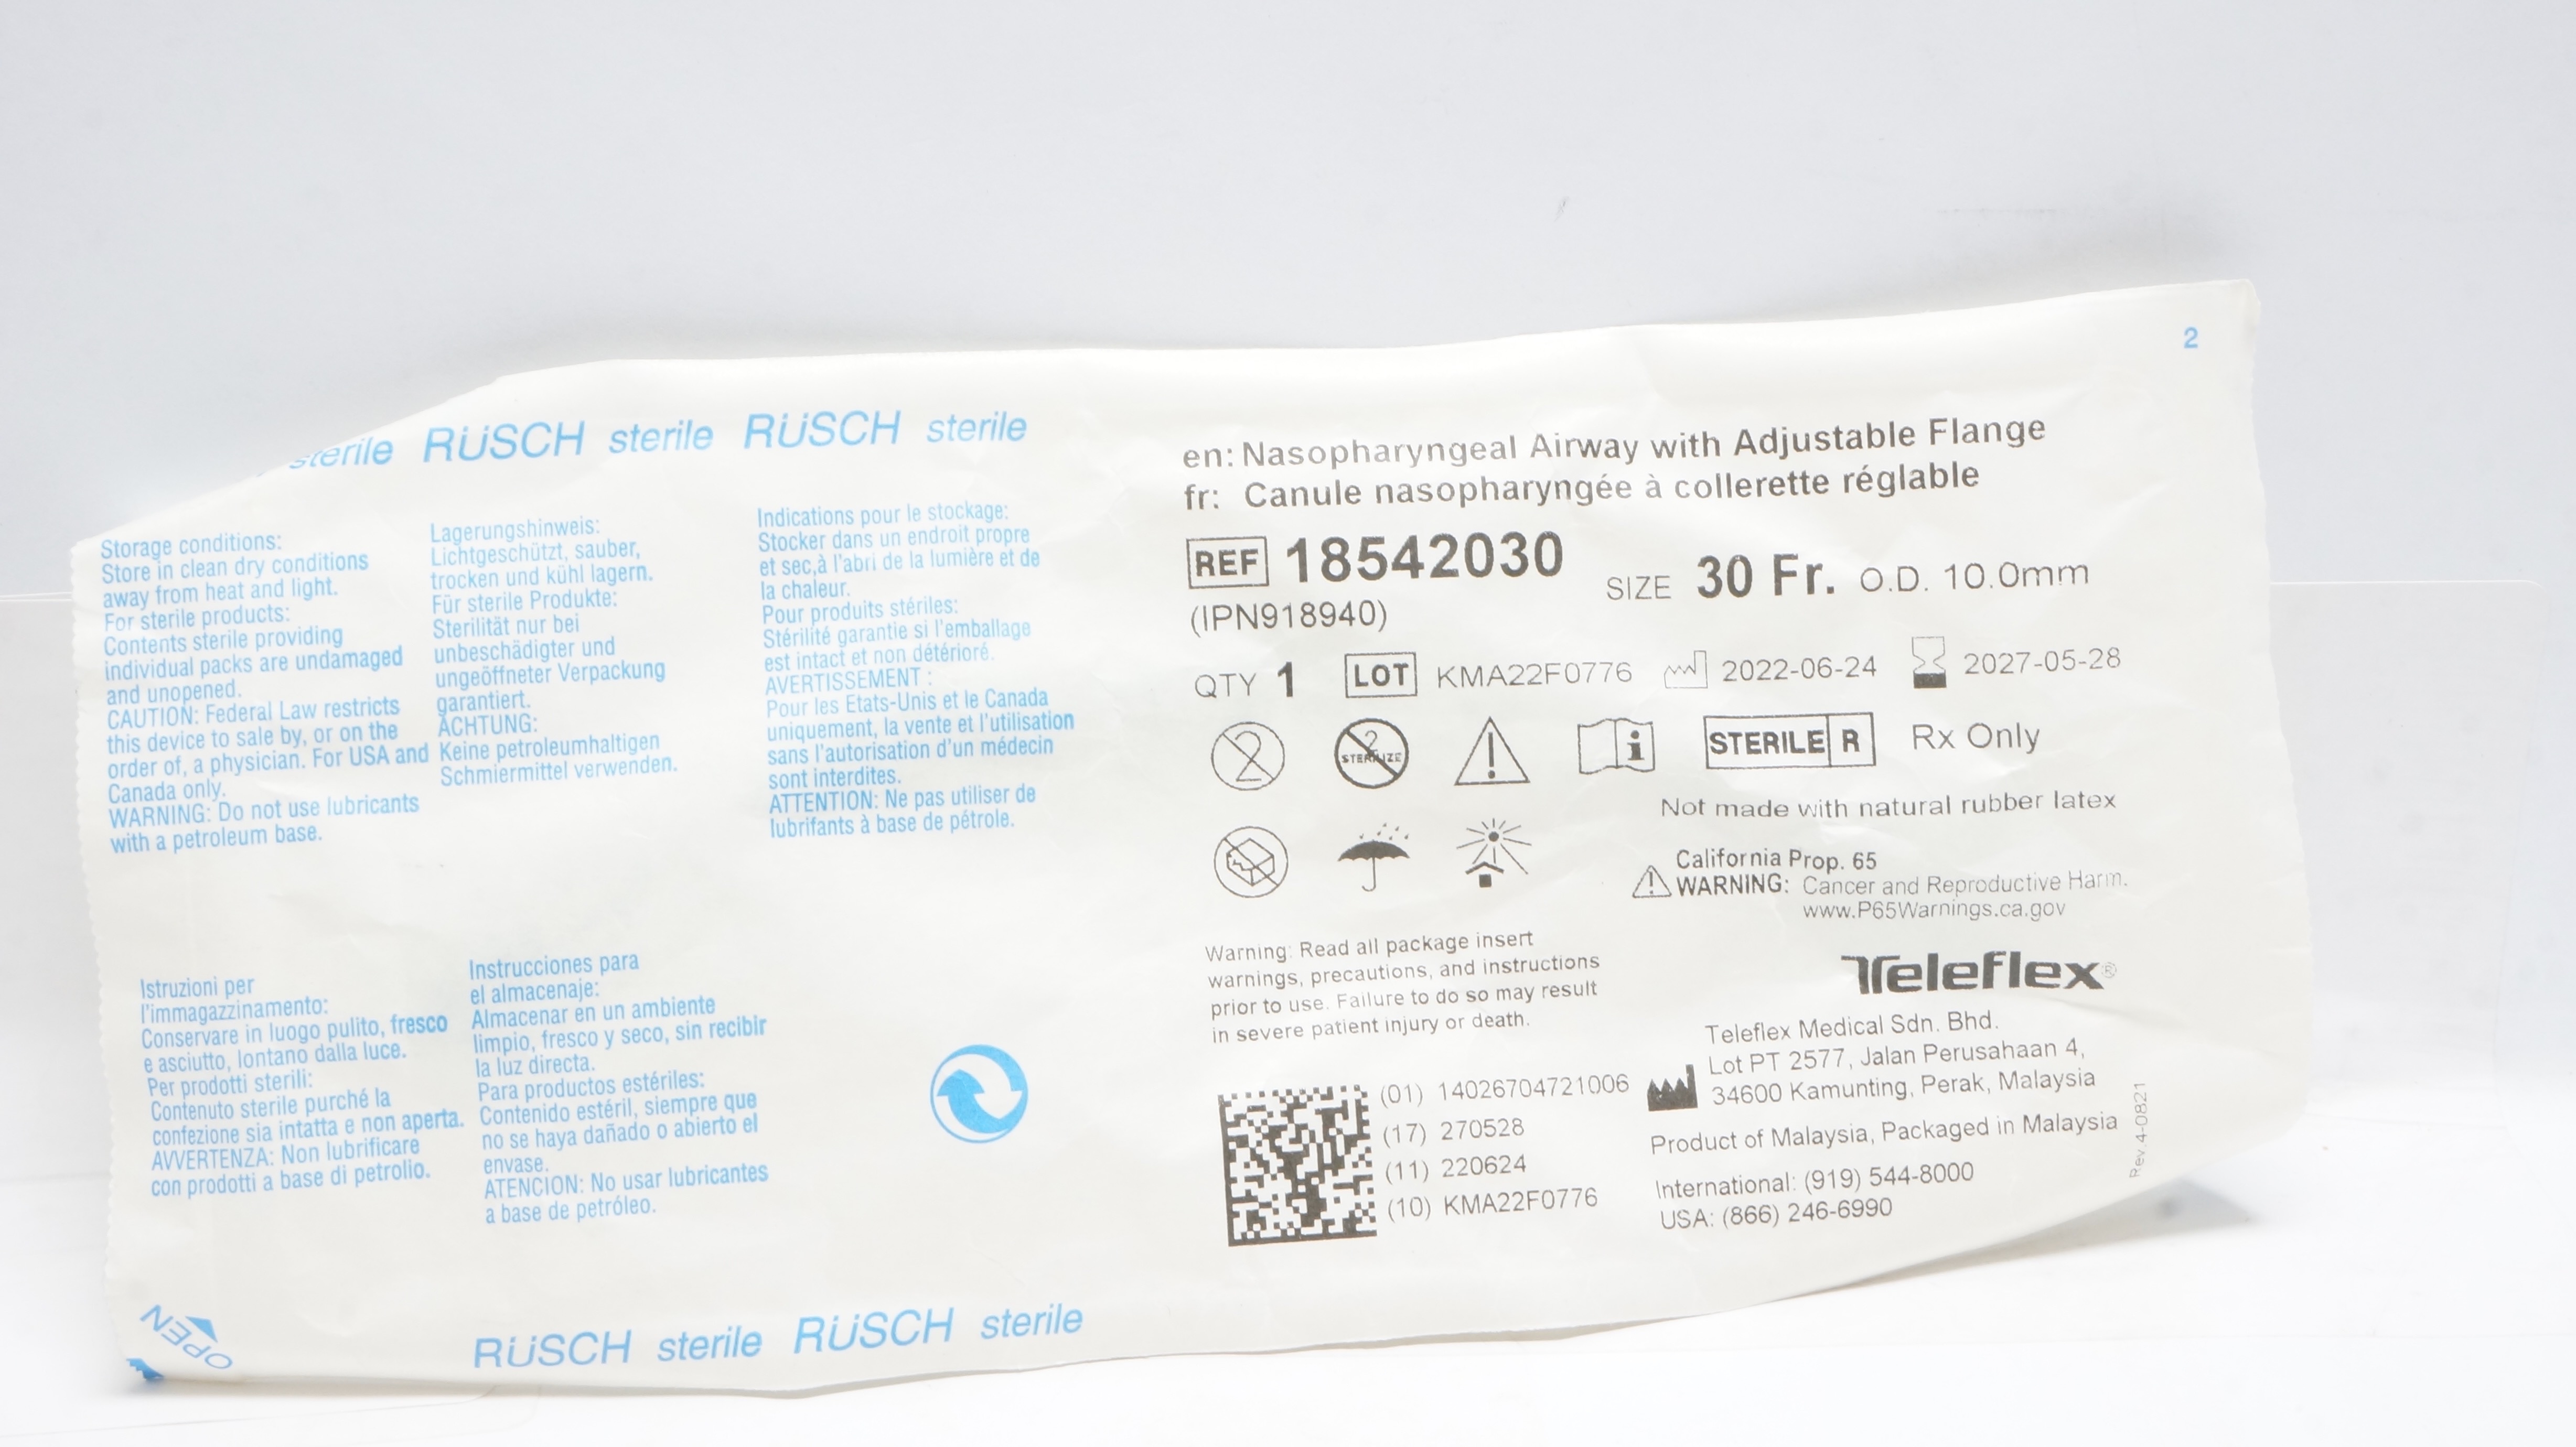 sterile RÜSCH sterile RÜSCH sterile
Storage conditions:
Store in clean dry conditions
away from heat and light.
For sterile products:
Contents sterile providing
individual packs are undamaged
and unopened.
CAUTION: Federal Law restricts
this device to sale by, or on the
order of, a physician. For USA and
Canada only.
WARNING: Do not use lubricants
with a petroleum base.
Lagerungshinweis:
Lichtgeschützt, sauber,
trocken und kühl lagern.
Für sterile Produkte:
Sterilität nur bei
unbeschädigter und
ungeöffneter Verpackung
garantiert.
ACHTUNG:
Keine petroleumhaltigen
Schmiermittel verwenden.
Indications pour le stockage:
Stocker dans un endroit propre
et sec,à l'abri de la lumière et de
la chaleur.
Pour produits stériles:
Stérilité garantie si l'emballage
est intact et non détérioré.
AVERTISSEMENT :
Pour les Etats-Unis et le Canada
uniquement, la vente et l'utilisation
sans l'autorisation d'un médecin
sont interdites.
ATTENTION: Ne pas utiliser de
lubrifants à base de pétrole.
Istruzioni per
l'immagazzinamento:
Conservare in luogo pulito, fresco
e asciutto, lontano dalla luce.
Per prodotti sterili:
Contenuto sterile purché la
confezione sia intatta e non aperta.
AVVERTENZA: Non lubrificare
con prodotti a base di petrolio.
Instrucciones para
el almacenaje:
Almacenar en un ambiente
limpio, fresco y seco, sin recibir
la luz directa.
Para productos estériles:
Contenido estéril, siempre que
no se haya dañado o abierto el
envase.
ATENCION: No usar lubricantes
a base de petróleo.
OPEN
RÜSCH sterile RÜSCH sterile
2
en: Nasopharyngeal Airway with Adjustable Flange
fr: Canule nasopharyngée à collerette réglable
REF 18542030 SIZE 30 Fr. O.D. 10.0mm
(IPN918940)
QTY 1 LOT KMA22F0776 2022-06-24 2027-05-28
2 2 STERILIZE STERILE R Rx Only
Not made with natural rubber latex
California Prop. 65
WARNING: Cancer and Reproductive Harm.
www.P65Warnings.ca.gov
Warning: Read all package insert
warnings, precautions, and instructions
prior to use. Failure to do so may result
in severe patient injury or death.
Teleflex®
(01) 14026704721006
(17) 270528
(11) 220624
(10) KMA22F0776
Teleflex Medical Sdn. Bhd.
Lot PT 2577, Jalan Perusahaan 4,
34600 Kamunting, Perak, Malaysia
Product of Malaysia, Packaged in Malaysia
International: (919) 544-8000
USA: (866) 246-6990
Rev.4-0821